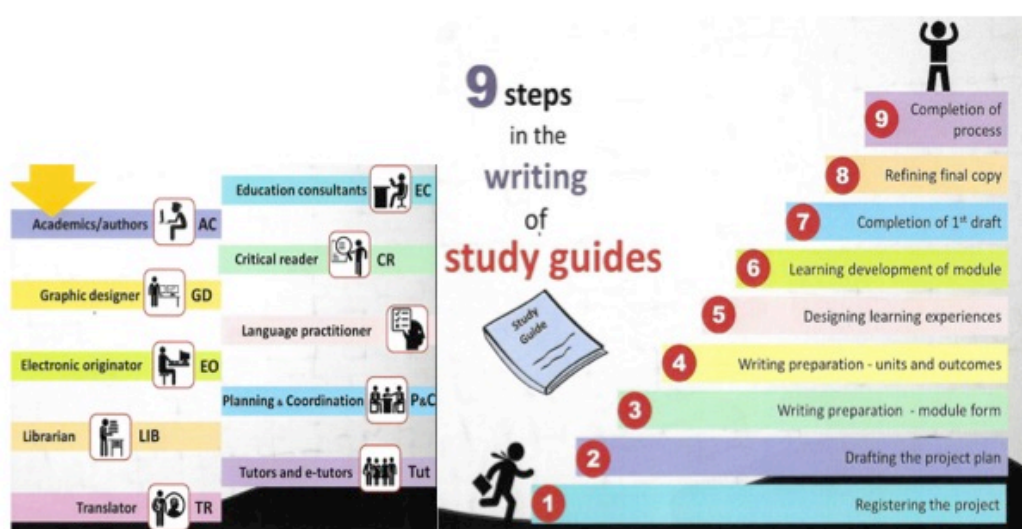 Academics/authors AC
Graphic designer GD
Electronic originator EO
Librarian LIB
Translator TR
Education consultants EC
Critical reader CR
Language practitioner
Planning & Coordination P&C
Tutors and e-tutors Tut
9 steps
in the
writing
of
study guides
Study
Guide
9 Completion of
process
8 Refining final copy
7 Completion of 1st draft
6 Learning development of module
5 Designing learning experiences
4 Writing preparation - units and outcomes
3 Writing preparation - module form
2 Drafting the project plan
1 Registering the project